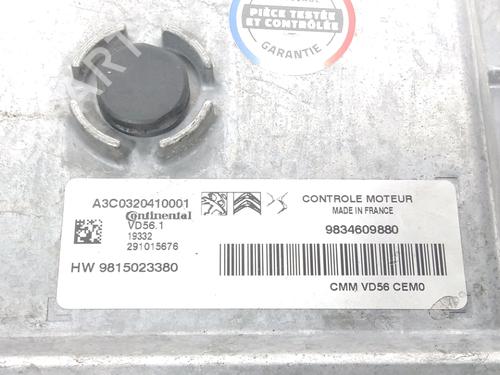 PIÈCE TESTÉE
ET CONTRÔLÉE
GARANTIE
A3C0320410001
Continental
VD56.1
19332
291015676
HW 9815023380
CONTROLE MOTEUR
MADE IN FRANCE
9834609880
CMM VD56 CEM0